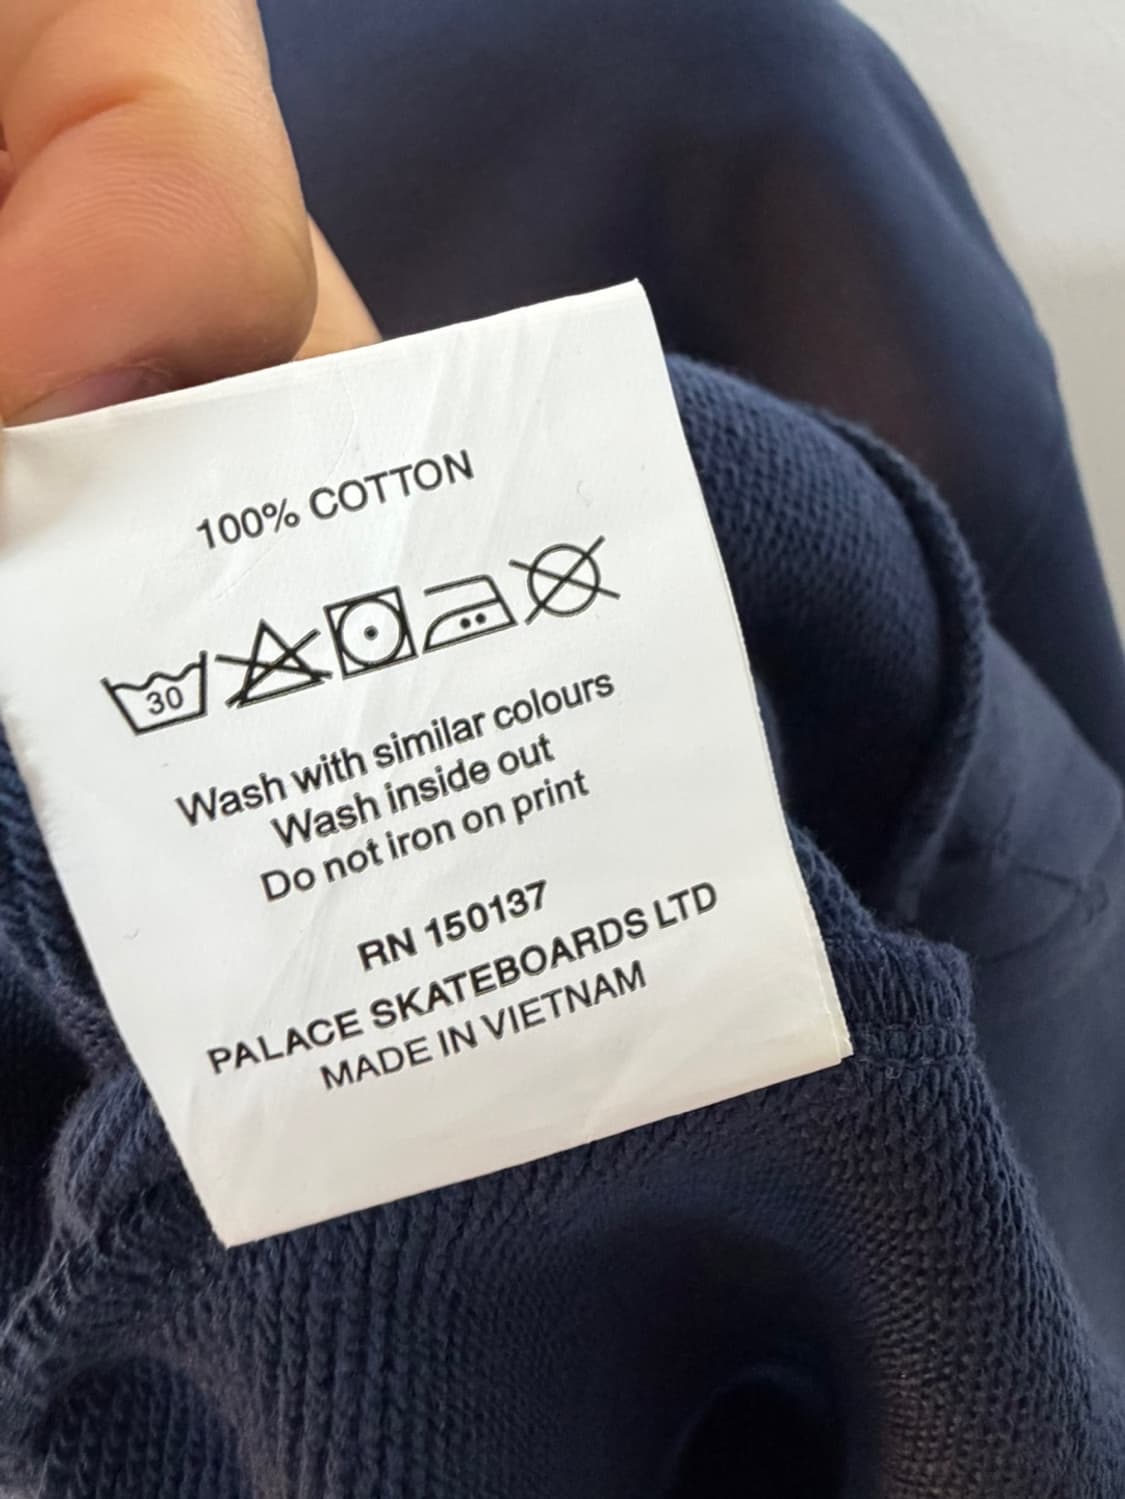 100% COTTON
30
Wash with similar colours
Wash inside out
Do not iron on print
RN 150137
PALACE SKATEBOARDS LTD
MADE IN VIETNAM